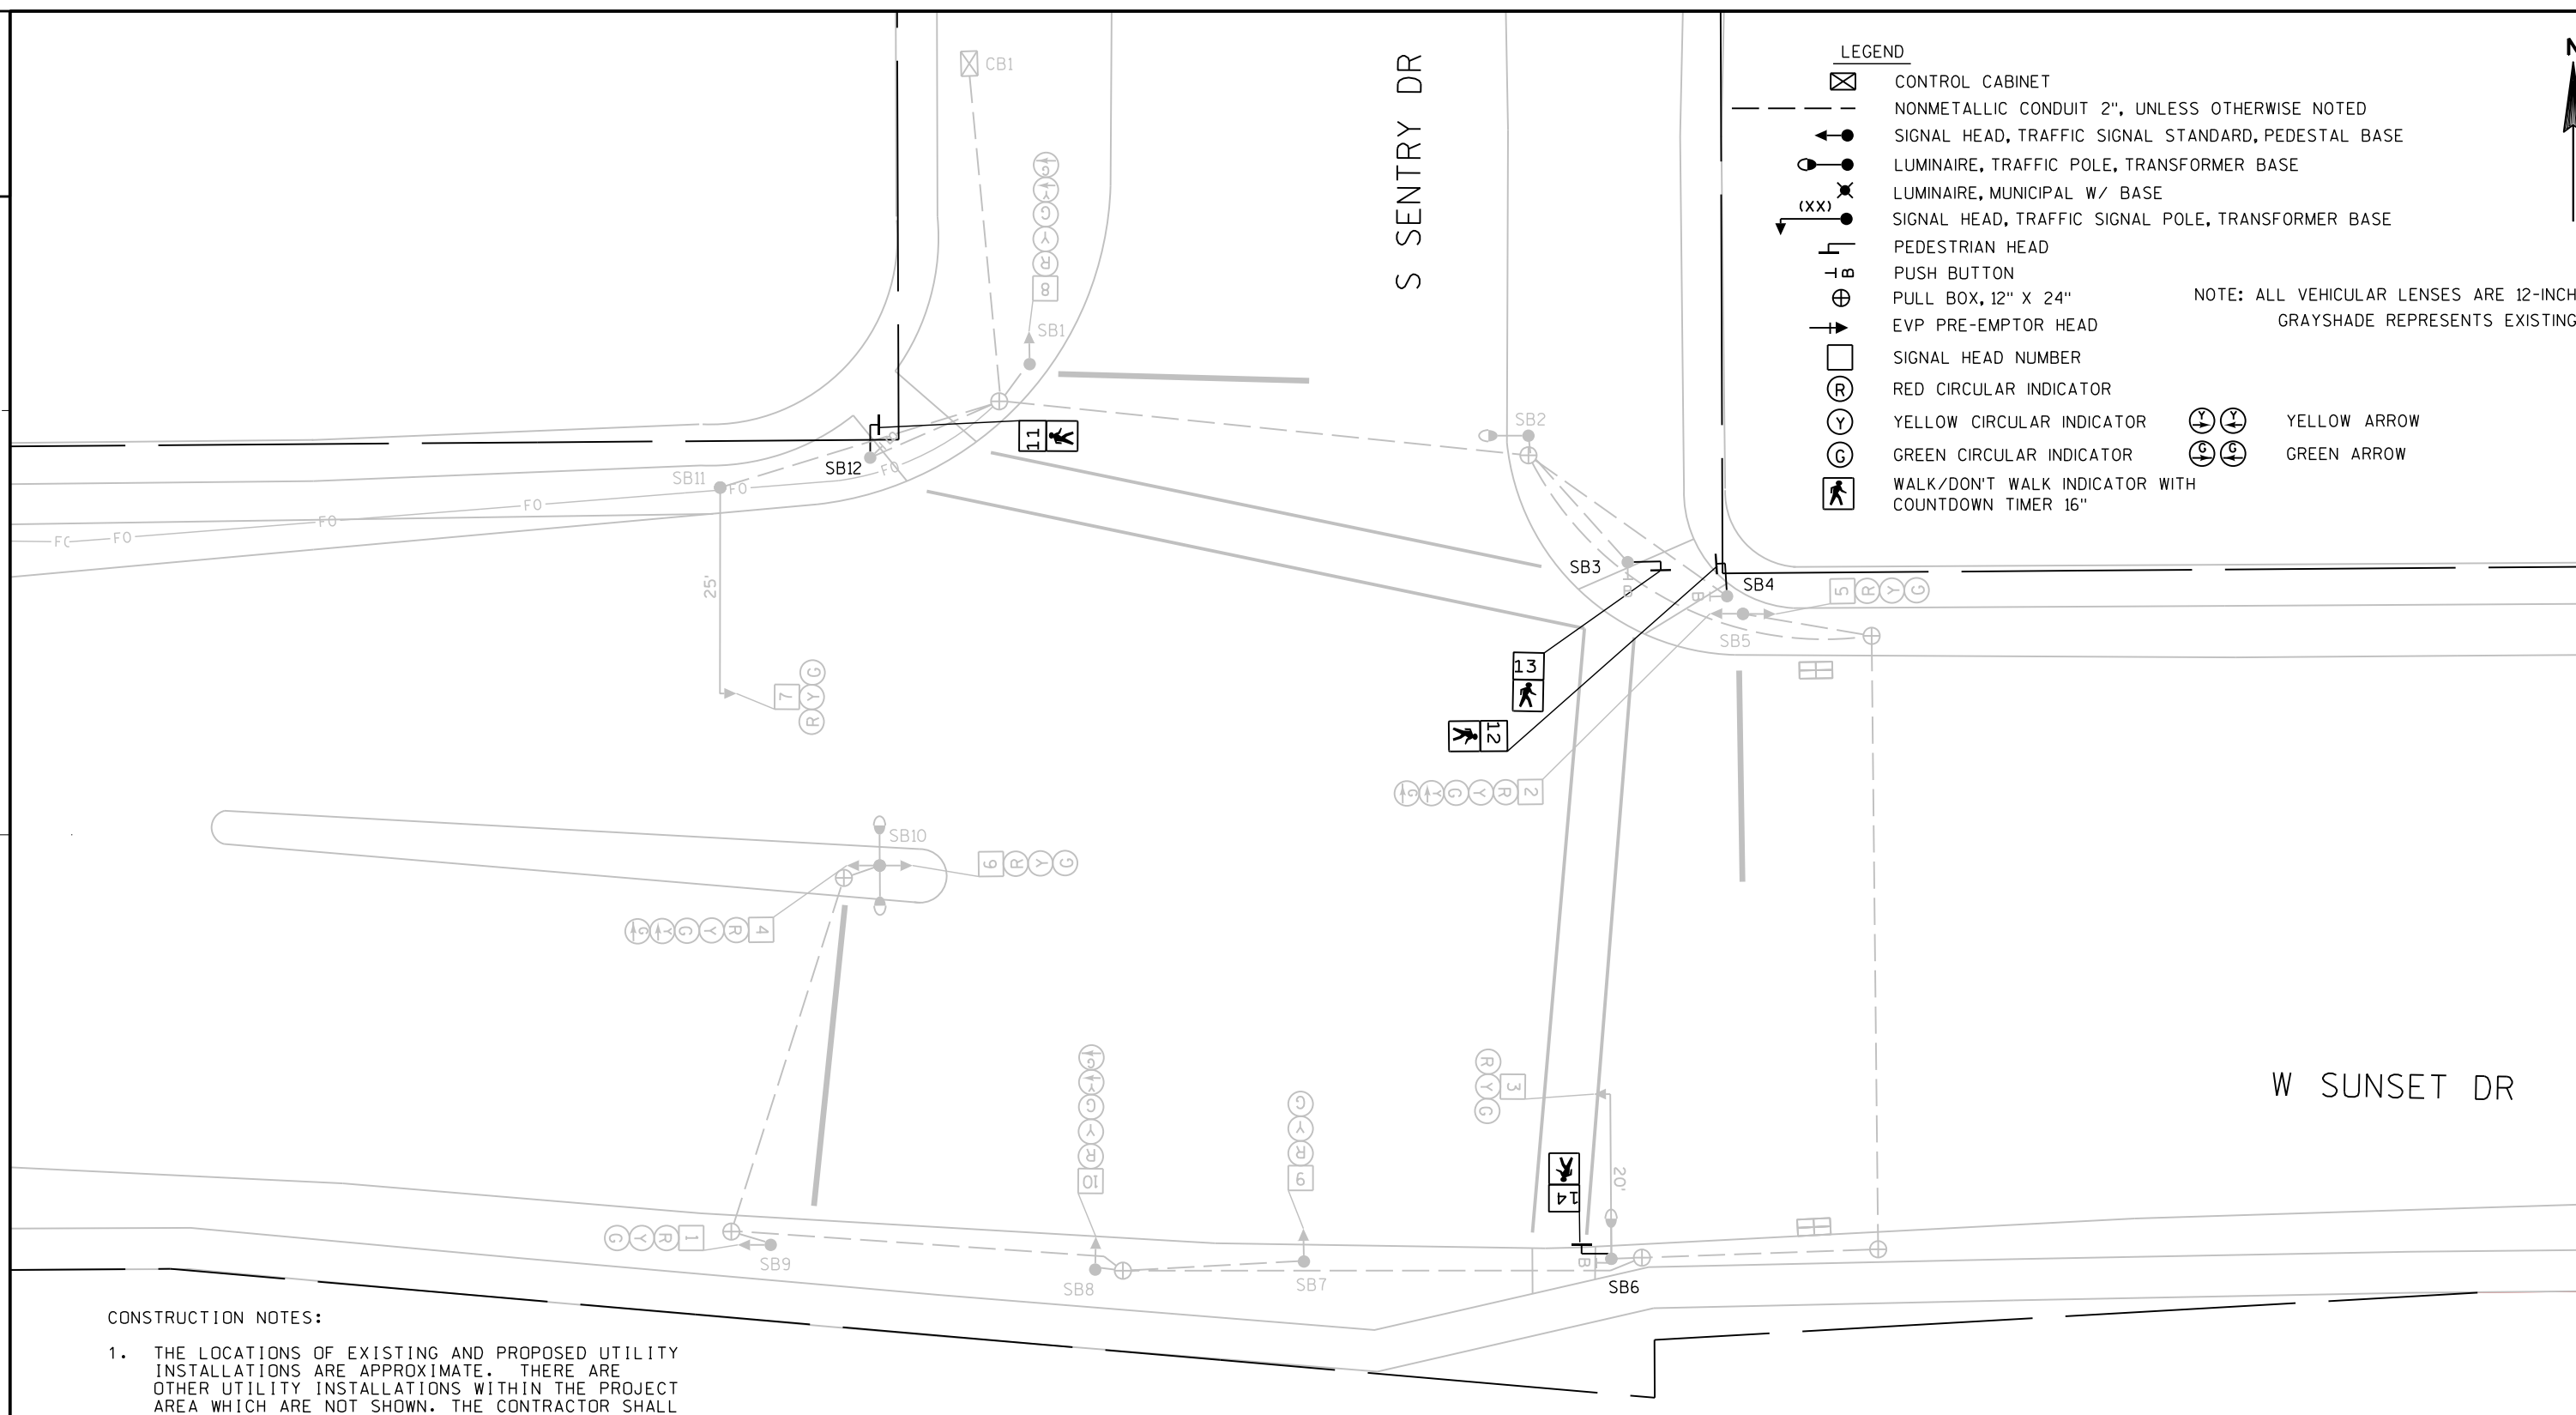 LEGEND
CONTROL CABINET
NONMETALLIC CONDUIT 2", UNLESS OTHERWISE NOTED
SIGNAL HEAD, TRAFFIC SIGNAL STANDARD, PEDESTAL BASE
LUMINAIRE, TRAFFIC POLE, TRANSFORMER BASE
LUMINAIRE, MUNICIPAL W/ BASE
(XX)
SIGNAL HEAD, TRAFFIC SIGNAL POLE, TRANSFORMER BASE
PEDESTRIAN HEAD
B PUSH BUTTON
PULL BOX, 12" X 24"
EVP PRE-EMPTOR HEAD
SIGNAL HEAD NUMBER
R RED CIRCULAR INDICATOR
Y YELLOW CIRCULAR INDICATOR Y Y YELLOW ARROW
G GREEN CIRCULAR INDICATOR G G GREEN ARROW
WALK/DON'T WALK INDICATOR WITH
COUNTDOWN TIMER 16"
NOTE: ALL VEHICULAR LENSES ARE 12-INCH
GRAYSHADE REPRESENTS EXISTING
N
S SENTRY DR
CB1
G
Y
G
Y
R
8
SB1
SB2
11
SB12
SB11
FO
FO
FO
FO
FO
FO
25'
SB3
B
SB4
B
5 R Y G
SB5
13
12
G Y G Y R 2
G
7 Y
R
SB10
6 R Y G
G Y G Y R 4
G
Y
G
Y
R
10
G
Y
R
9
R
Y 3
G
20'
14
W SUNSET DR
G Y R 1
SB9
SB8
SB7
B
SB6
CONSTRUCTION NOTES:
1. THE LOCATIONS OF EXISTING AND PROPOSED UTILITY
INSTALLATIONS ARE APPROXIMATE. THERE ARE
OTHER UTILITY INSTALLATIONS WITHIN THE PROJECT
AREA WHICH ARE NOT SHOWN. THE CONTRACTOR SHALL